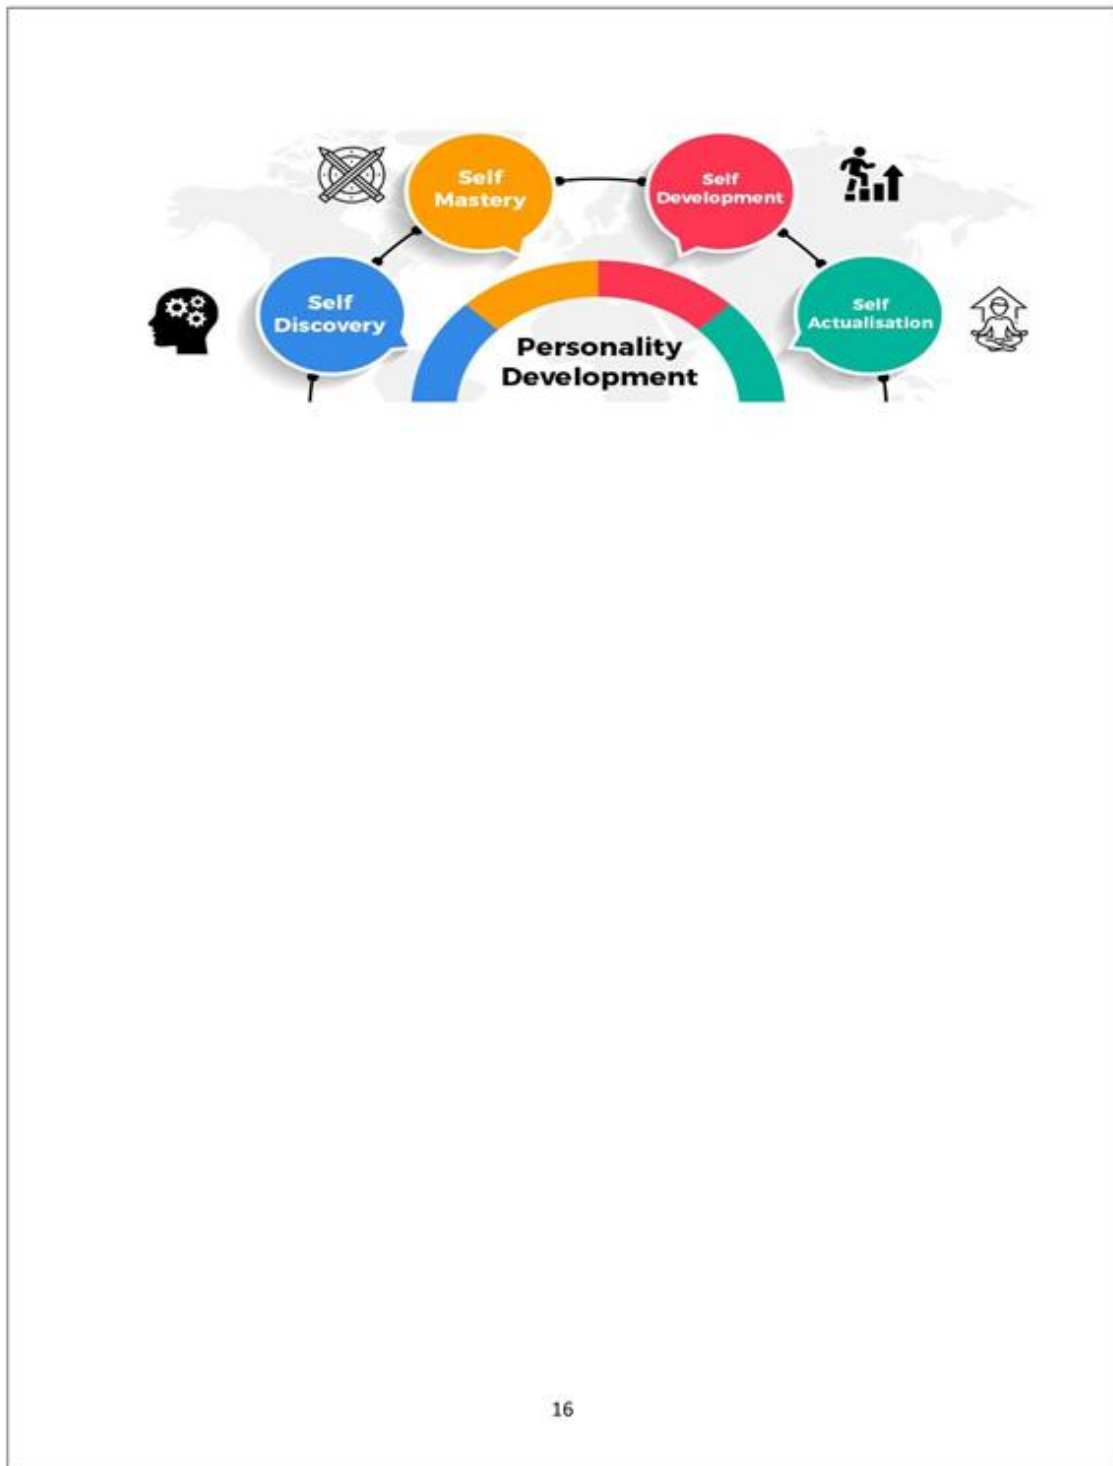 Self
Mastery
Self
Development
Self
Discovery
Self
Actualisation
Personality
Development
16